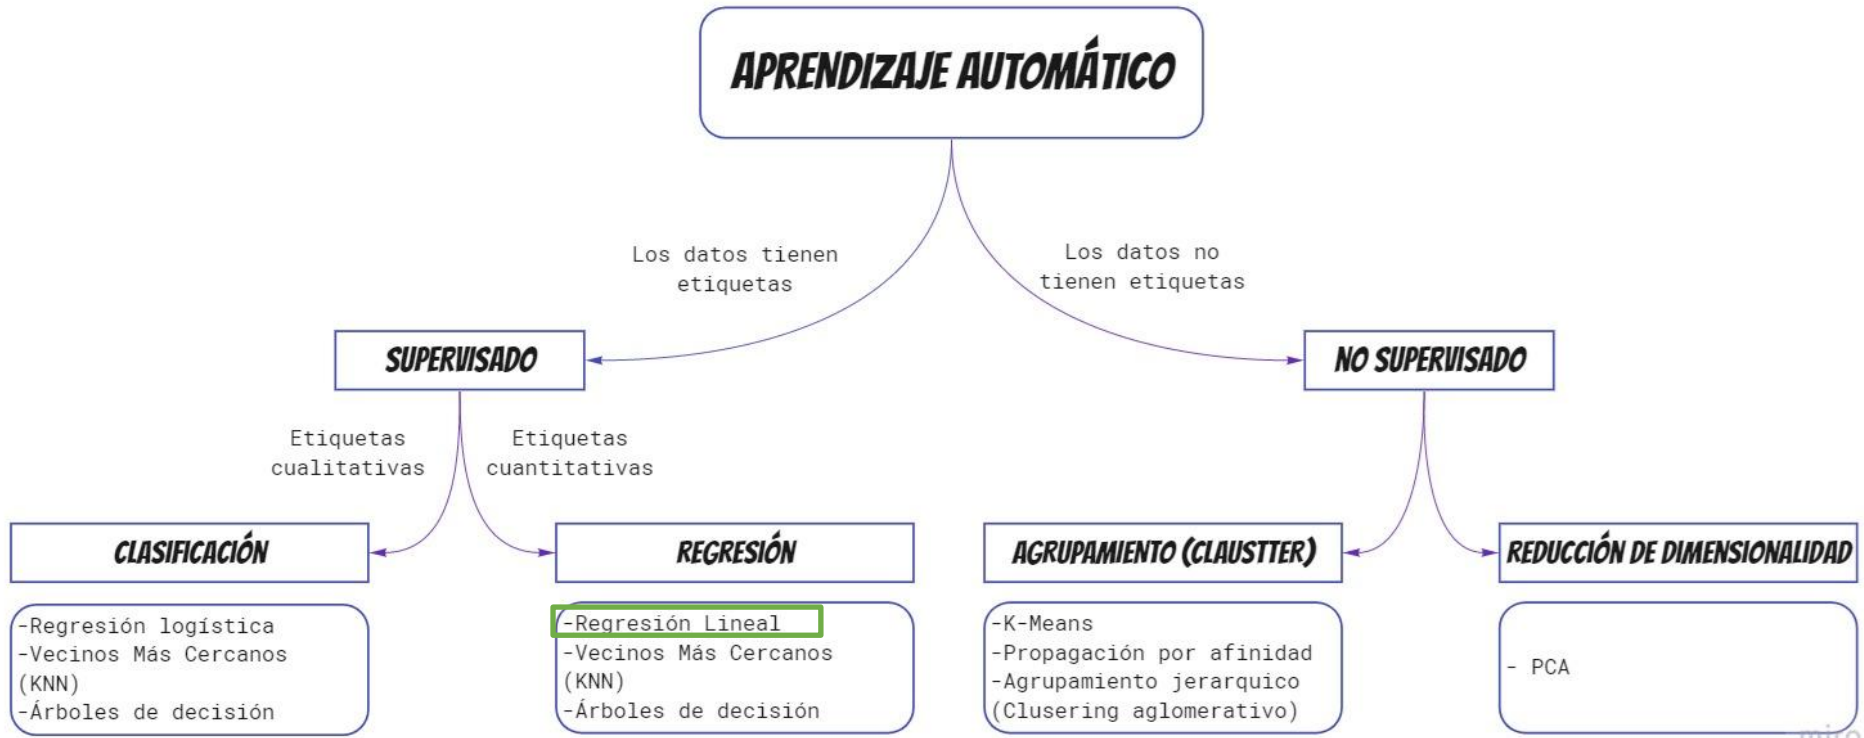 APRENDIZAJE AUTOMÁTICO
Los datos tienen
etiquetas
Los datos no
tienen etiquetas
SUPERVISADO
NO SUPERVISADO
Etiquetas
cualitativas
Etiquetas
cuantitativas
CLASIFICACIÓN
REGRESIÓN
AGRUPAMIENTO (CLAUSTTER)
REDUCCIÓN DE DIMENSIONALIDAD
-Regresión logística
-Vecinos Más Cercanos
(KNN)
-Árboles de decisión
-Regresión Lineal
-Vecinos Más Cercanos
(KNN)
-Árboles de decisión
-K-Means
-Propagación por afinidad
-Agrupamiento jerarquico
(Clusering aglomerativo)
- PCA
miro